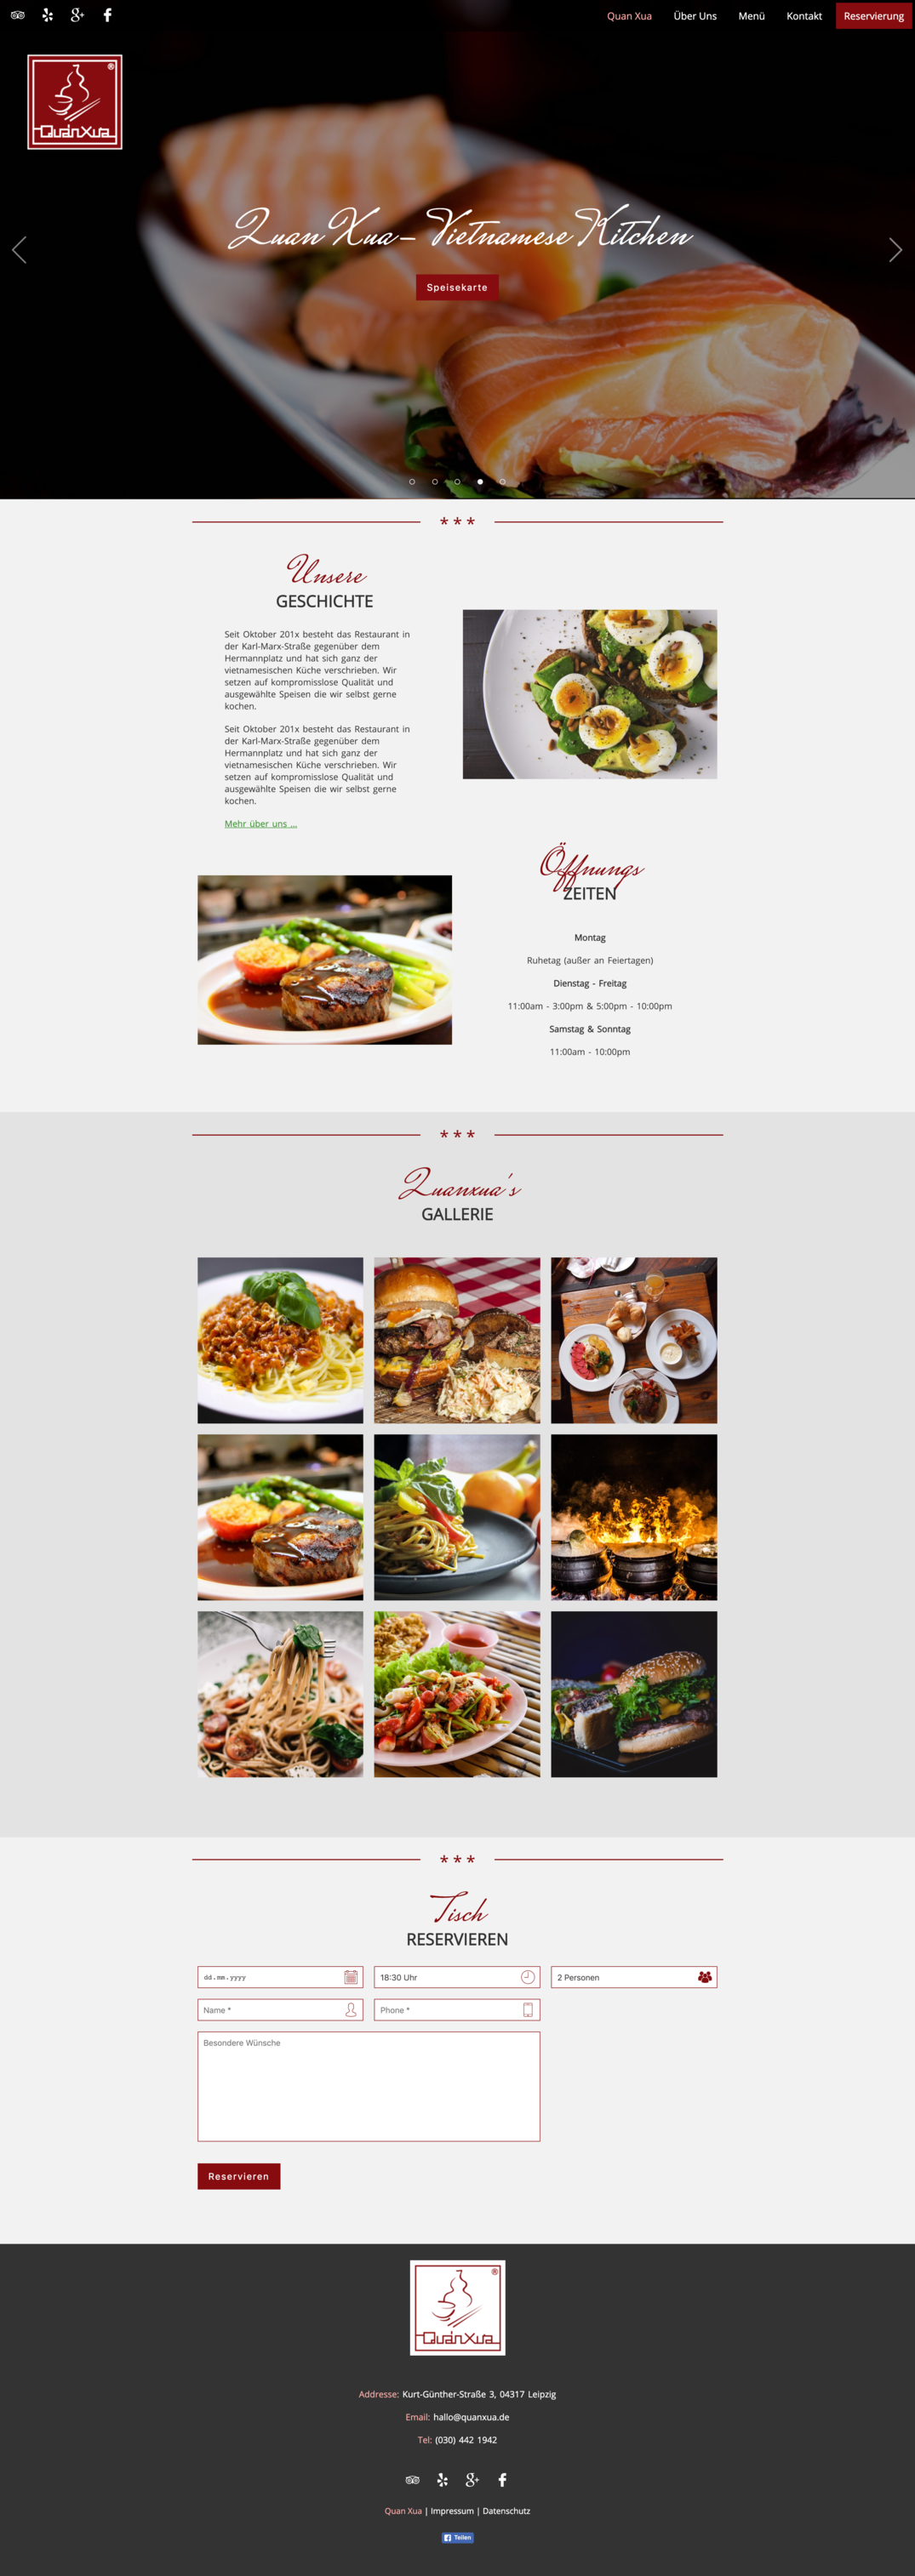 Quan Xua Über Uns Menü Kontakt Reservierung
®
QuánXưa
Quan Xua – Vietnamese Kitchen
Speisekarte
* * *
Unsere
GESCHICHTE
Seit Oktober 201x besteht das Restaurant in
der Karl-Marx-Straße gegenüber dem
Hermannplatz und hat sich ganz der
vietnamesischen Küche verschrieben. Wir
setzen auf kompromisslose Qualität und
ausgewählte Speisen die wir selbst gerne
kochen.
Seit Oktober 201x besteht das Restaurant in
der Karl-Marx-Straße gegenüber dem
Hermannplatz und hat sich ganz der
vietnamesischen Küche verschrieben. Wir
setzen auf kompromisslose Qualität und
ausgewählte Speisen die wir selbst gerne
kochen.
Mehr über uns ...
Öffnungs
ZEITEN
Montag
Ruhetag (außer an Feiertagen)
Dienstag - Freitag
11:00am - 3:00pm & 5:00pm - 10:00pm
Samstag & Sonntag
11:00am - 10:00pm
* * *
Quanxua's
GALLERIE
* * *
Tisch
RESERVIEREN
dd.mm.yyyy
18:30 Uhr
2 Personen
Name *
Phone *
Besondere Wünsche
Reservieren
®
QuánXưa
Addresse: Kurt-Günther-Straße 3, 04317 Leipzig
Email: hallo@quanxua.de
Tel: (030) 442 1942
Quan Xua | Impressum | Datenschutz
Teilen